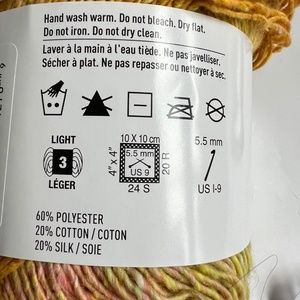 Hand wash warm. Do not bleach. Dry flat.
Do not iron. Do not dry clean.
Laver à la main à l'eau tiède. Ne pas javelliser.
Sécher à plat. Ne pas repasser ou nettoyer à sec.
LIGHT
3
LÉGER
10 X 10 cm
4" x 4"
5.5 mm
US 9
20 R
24 S
5.5 mm
US I-9
60% POLYESTER
20% COTTON / COTON
20% SILK / SOIE